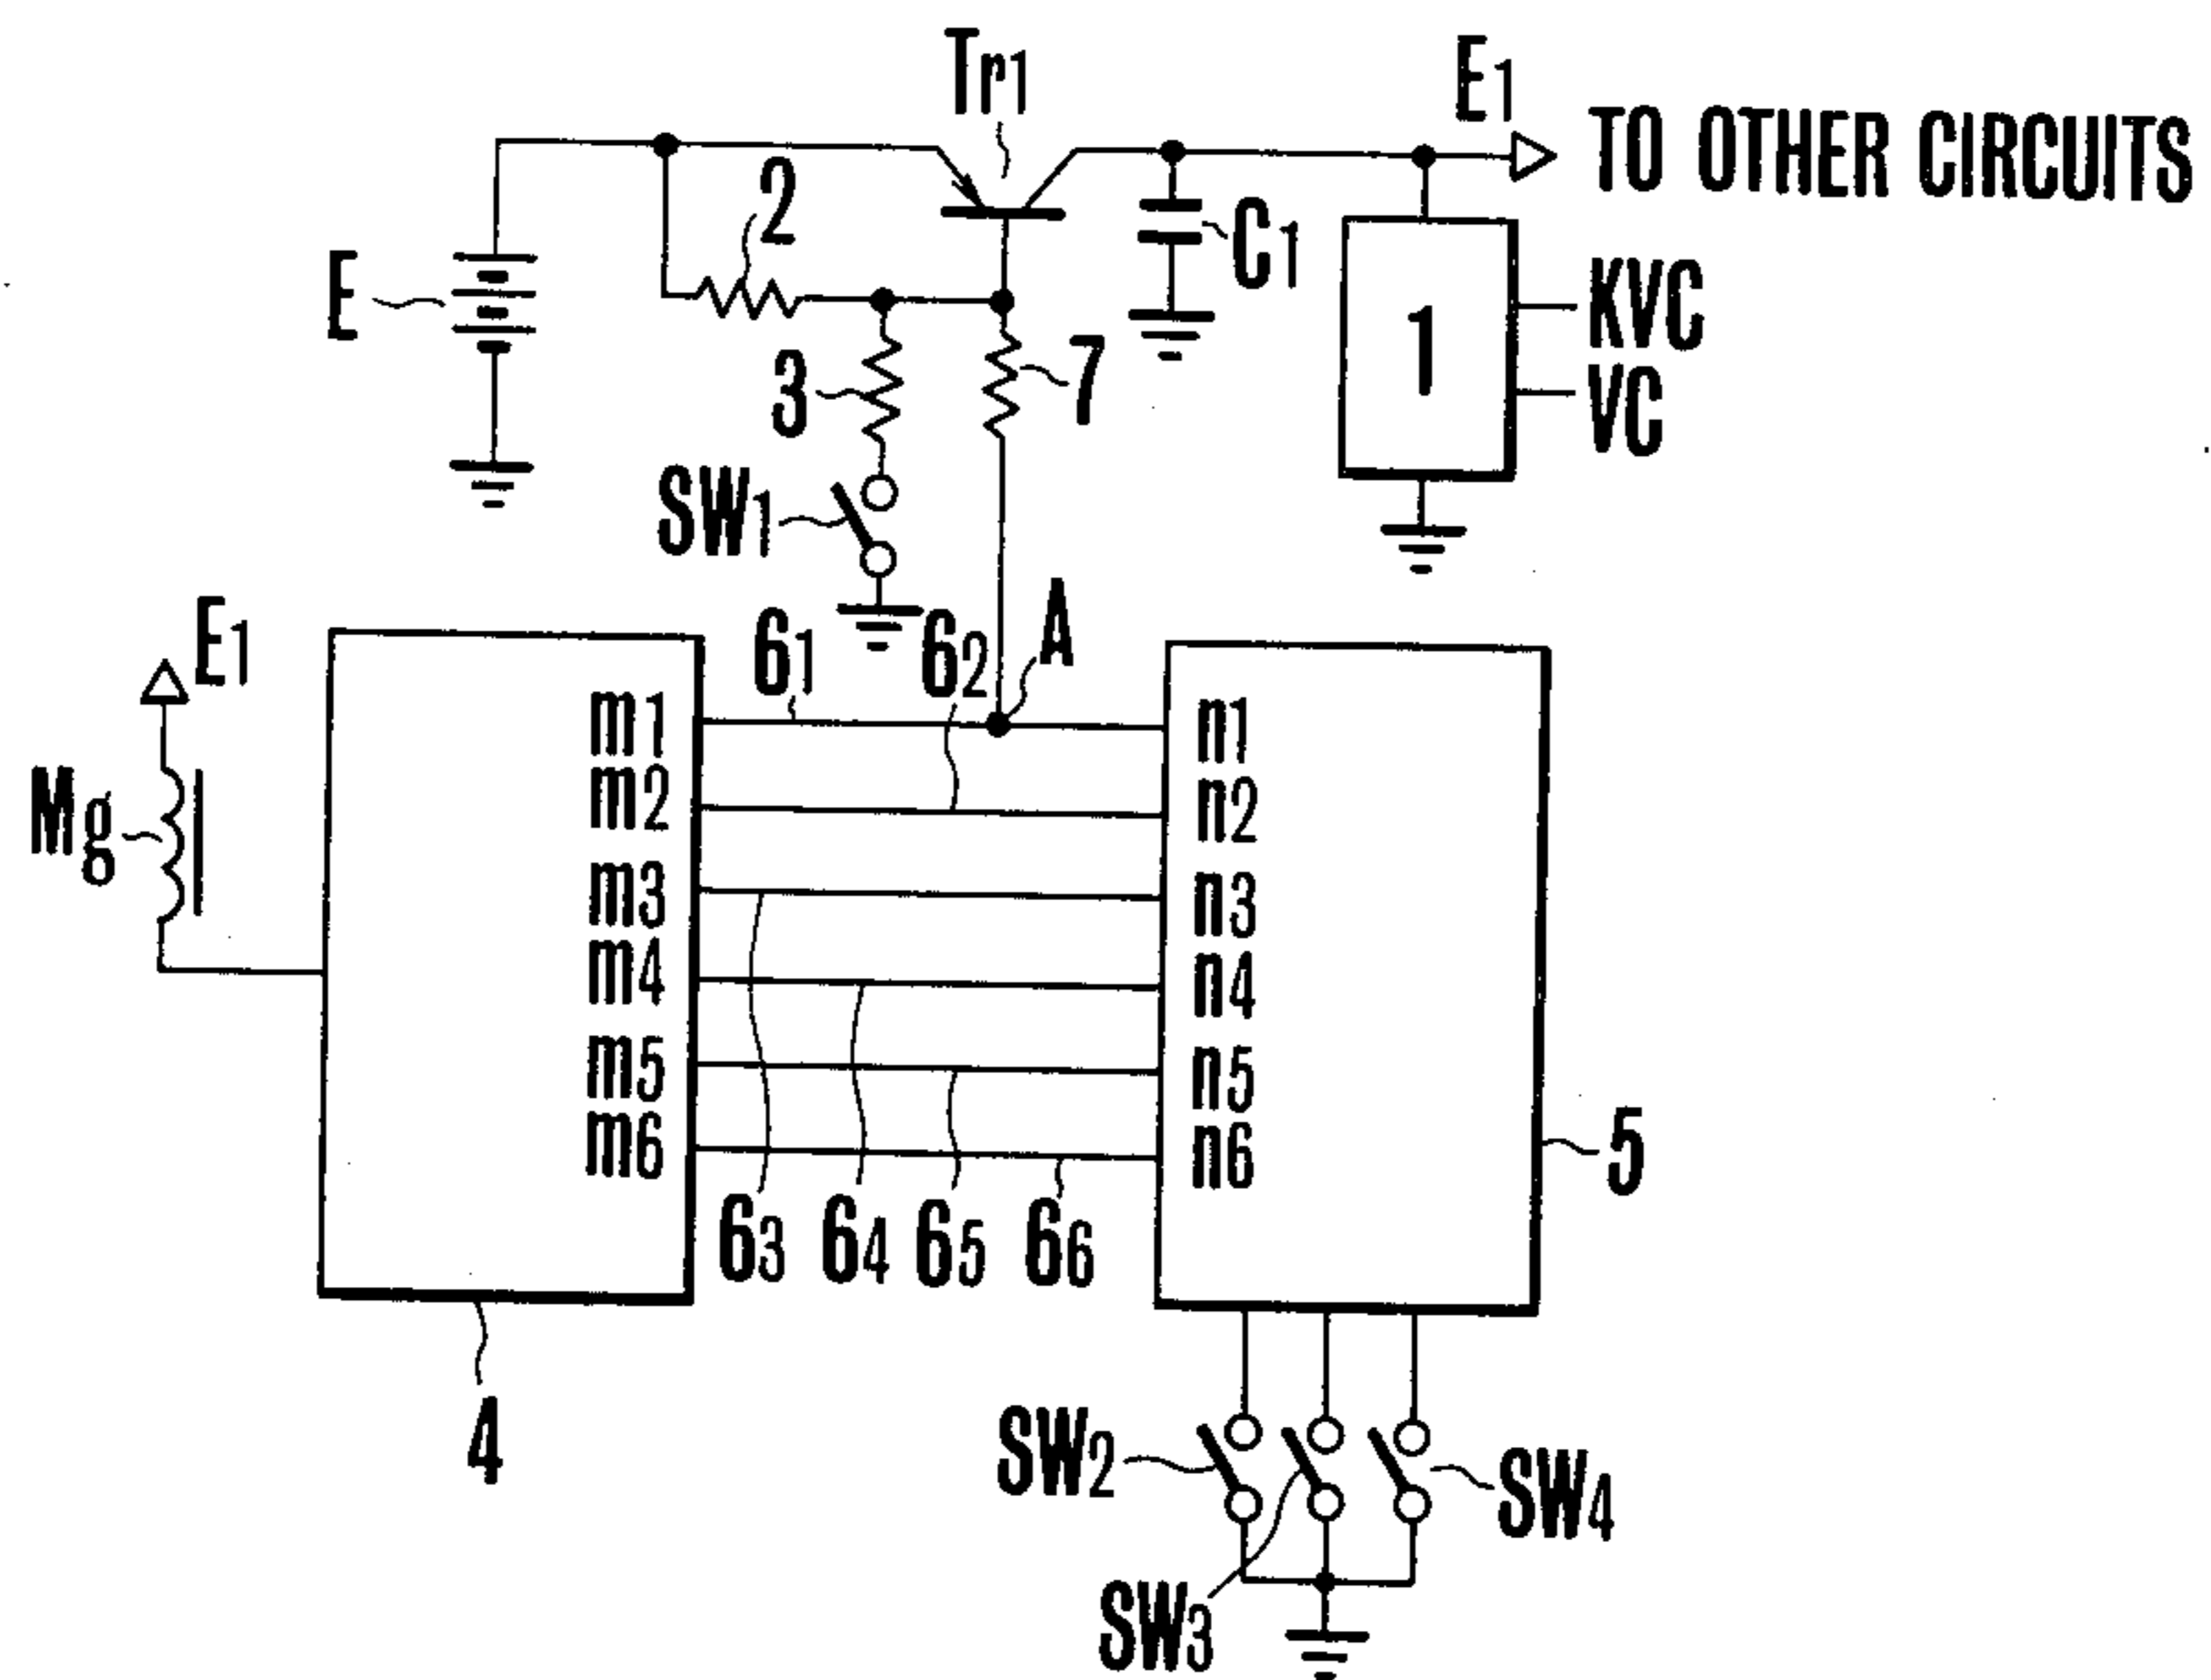 Tr1
E1
TO OTHER CIRCUITS
2
E
C1
1
KVC
VC
3
7
SW1
E1
61
62
A
m1
n1
m2
n2
Mg
m3
n3
m4
n4
m5
n5
m6
n6
5
63
64
65
66
4
SW2
SW4
SW3